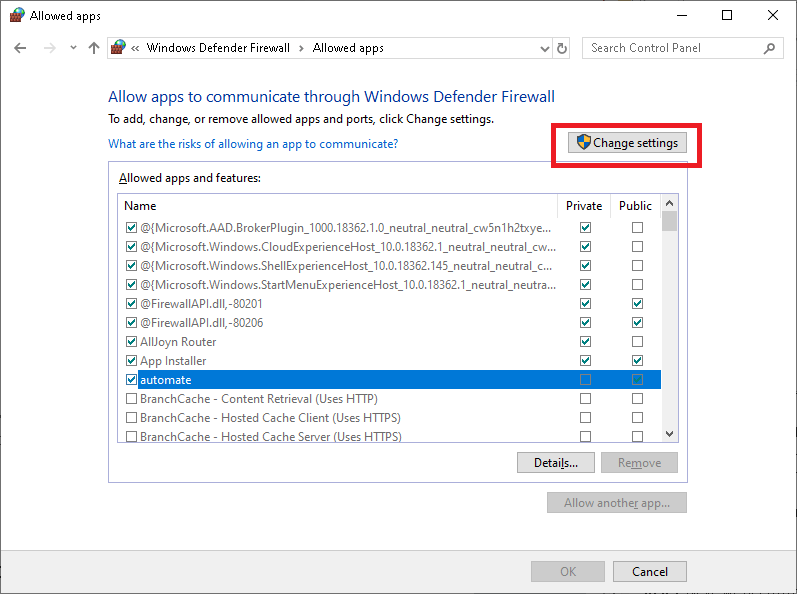 Allowed apps
« Windows Defender Firewall › Allowed apps
Search Control Panel
Allow apps to communicate through Windows Defender Firewall
To add, change, or remove allowed apps and ports, click Change settings.
What are the risks of allowing an app to communicate?
Change settings
Allowed apps and features:
Name Private Public
@{Microsoft.AAD.BrokerPlugin_1000.18362.1.0_neutral_neutral_cw5n1h2txye...
@{Microsoft.Windows.CloudExperienceHost_10.0.18362.1_neutral_neutral_cw...
@{Microsoft.Windows.ShellExperienceHost_10.0.18362.145_neutral_neutral_c...
@{Microsoft.Windows.StartMenuExperienceHost_10.0.18362.1_neutral_neutra...
@FirewallAPI.dll,-80201
@FirewallAPI.dll,-80206
AllJoyn Router
App Installer
automate
BranchCache - Content Retrieval (Uses HTTP)
BranchCache - Hosted Cache Client (Uses HTTPS)
BranchCache - Hosted Cache Server (Uses HTTPS)
Details...
Remove
Allow another app...
OK
Cancel